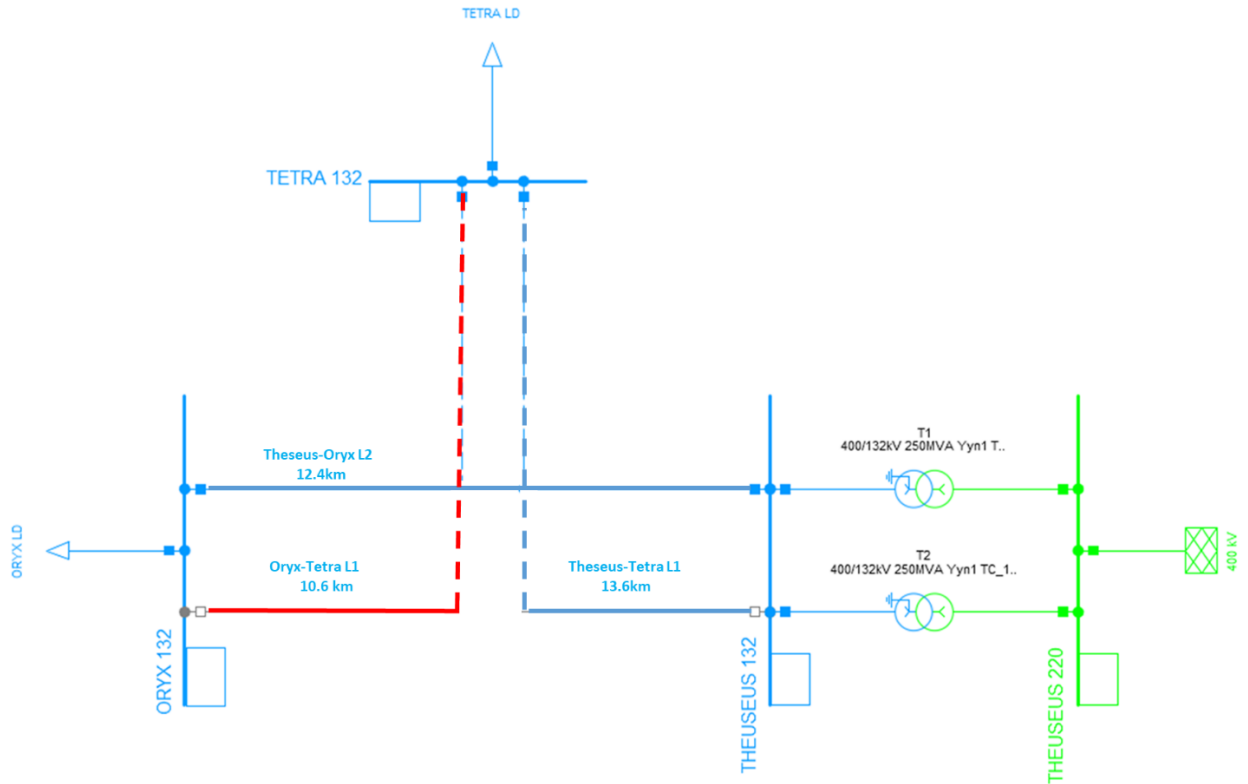 TETRA LD
TETRA 132
Theseus-Oryx L2
12.4km
T1
400/132kV 250MVA Yyn1 T..
ORYX LD
Oryx-Tetra L1
10.6 km
Theseus-Tetra L1
13.6km
T2
400/132kV 250MVA Yyn1 TC_1..
400 kV
ORYX 132
THEUSEUS 132
THEUSEUS 220